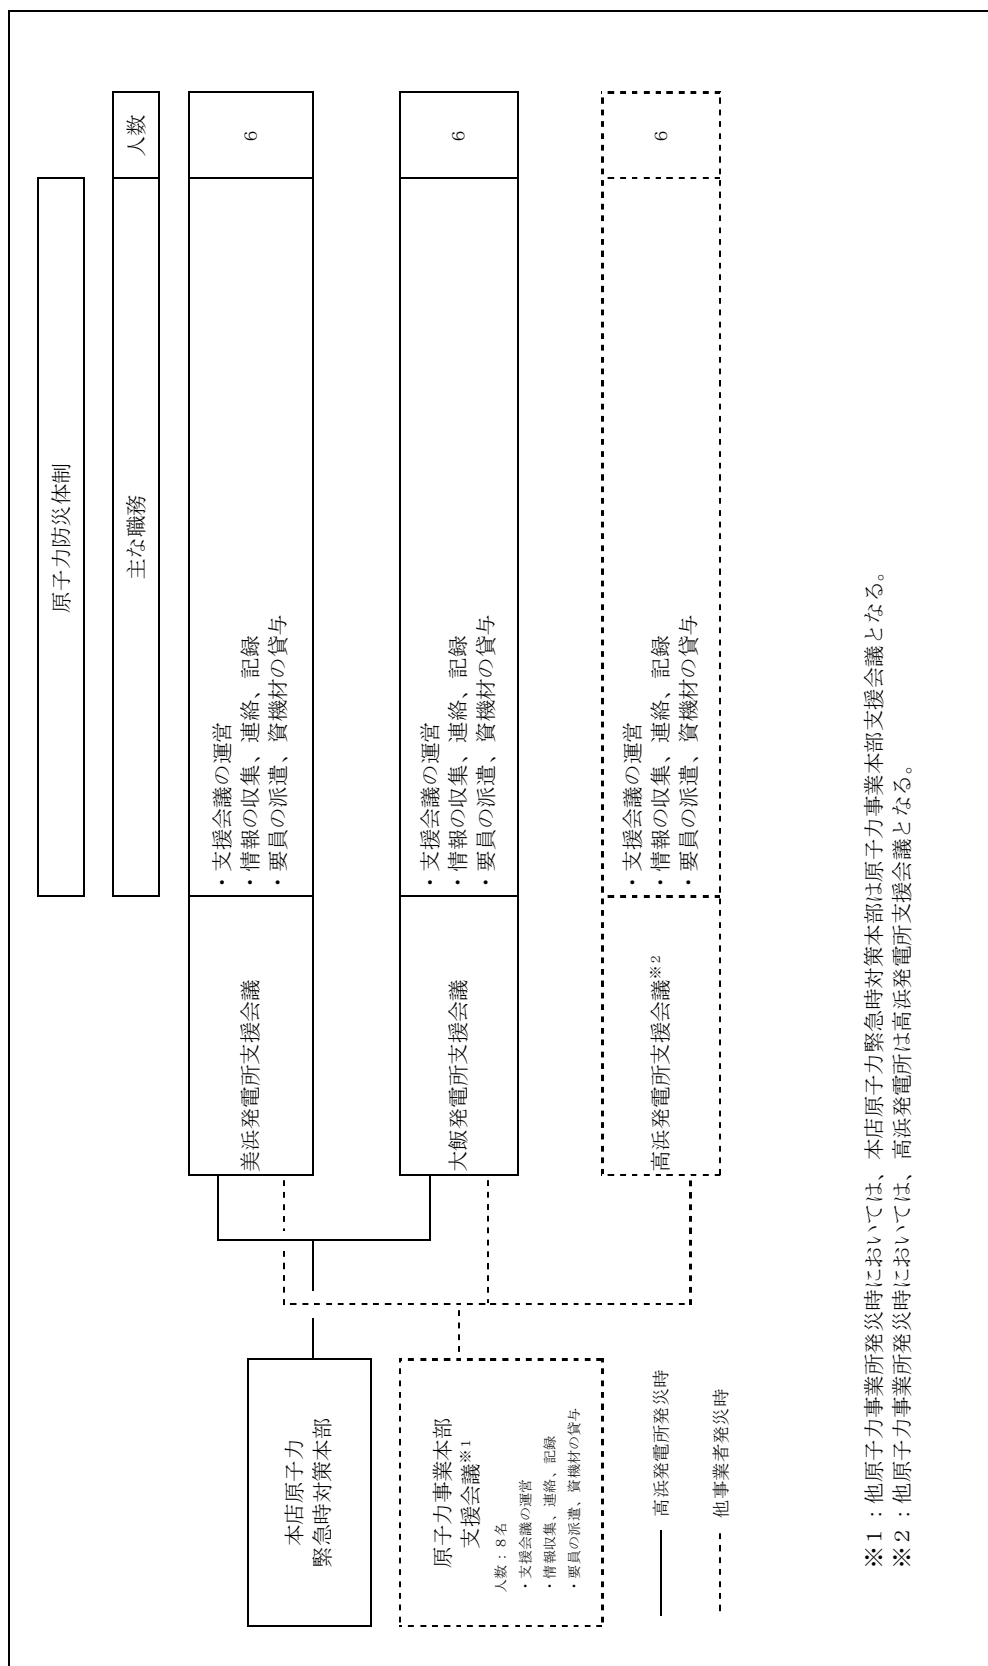 原子力防災体制
主な職務
人数
美浜発電所支援会議
・支援会議の運営
・情報の収集、連絡、記録
・要員の派遣、資機材の貸与
6
大飯発電所支援会議
・支援会議の運営
・情報の収集、連絡、記録
・要員の派遣、資機材の貸与
6
高浜発電所支援会議※2
・支援会議の運営
・情報の収集、連絡、記録
・要員の派遣、資機材の貸与
6
本店原子力
緊急時対策本部
原子力事業本部
支援会議※1
人数：8名
・支援会議の運営
・情報収集、連絡、記録
・要員の派遣、資機材の貸与
高浜発電所発災時
他事業者発災時
※1：他原子力事業所発災時においては、本店原子力緊急時対策本部は原子力事業本部支援会議となる。
※2：他原子力事業所発災時においては、高浜発電所は高浜発電所支援会議となる。